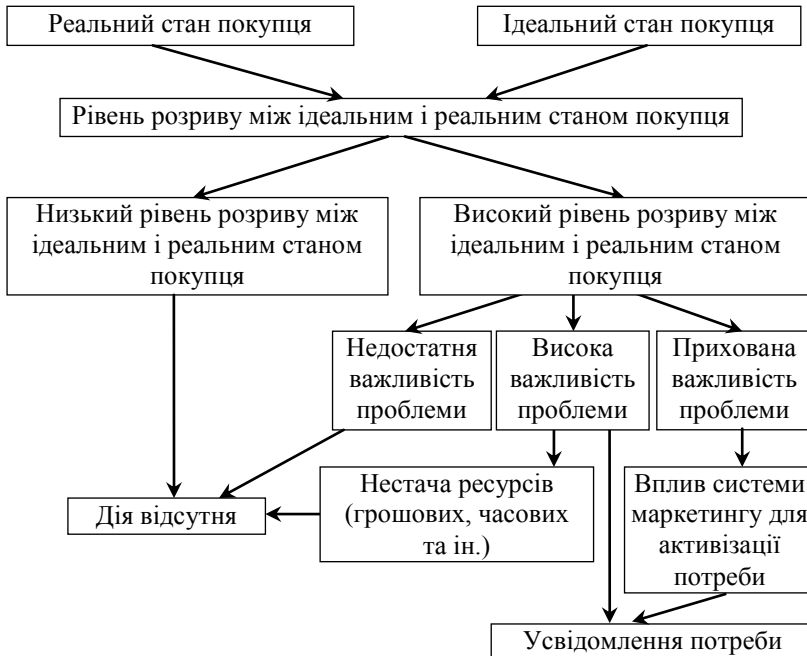 Реальний стан покупця
Ідеальний стан покупця
Рівень розриву між ідеальним і реальним станом покупця
Низький рівень розриву між
ідеальним і реальним станом
покупця
Високий рівень розриву між
ідеальним і реальним станом
покупця
Недостатня
важливість
проблеми
Висока
важливість
проблеми
Прихована
важливість
проблеми
Дія відсутня
Нестача ресурсів
(грошових, часових
та ін.)
Вплив системи
маркетингу для
активізації
потреби
Усвідомлення потреби